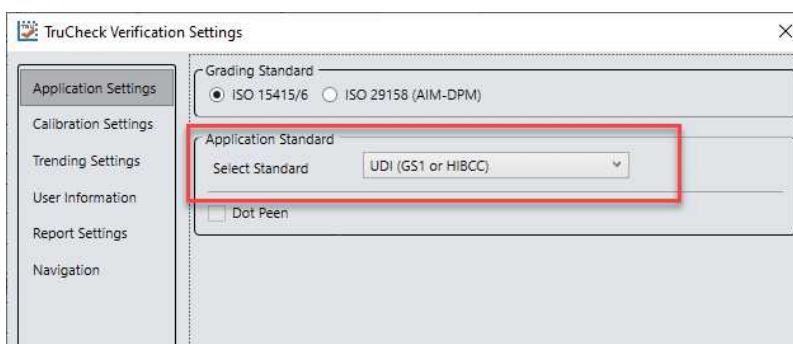 TruCheck Verification Settings
Application Settings
Calibration Settings
Trending Settings
User Information
Report Settings
Navigation
Grading Standard
ISO 15415/6 ISO 29158 (AIM-DPM)
Application Standard
Select Standard UDI (GS1 or HIBCC)
Dot Peen